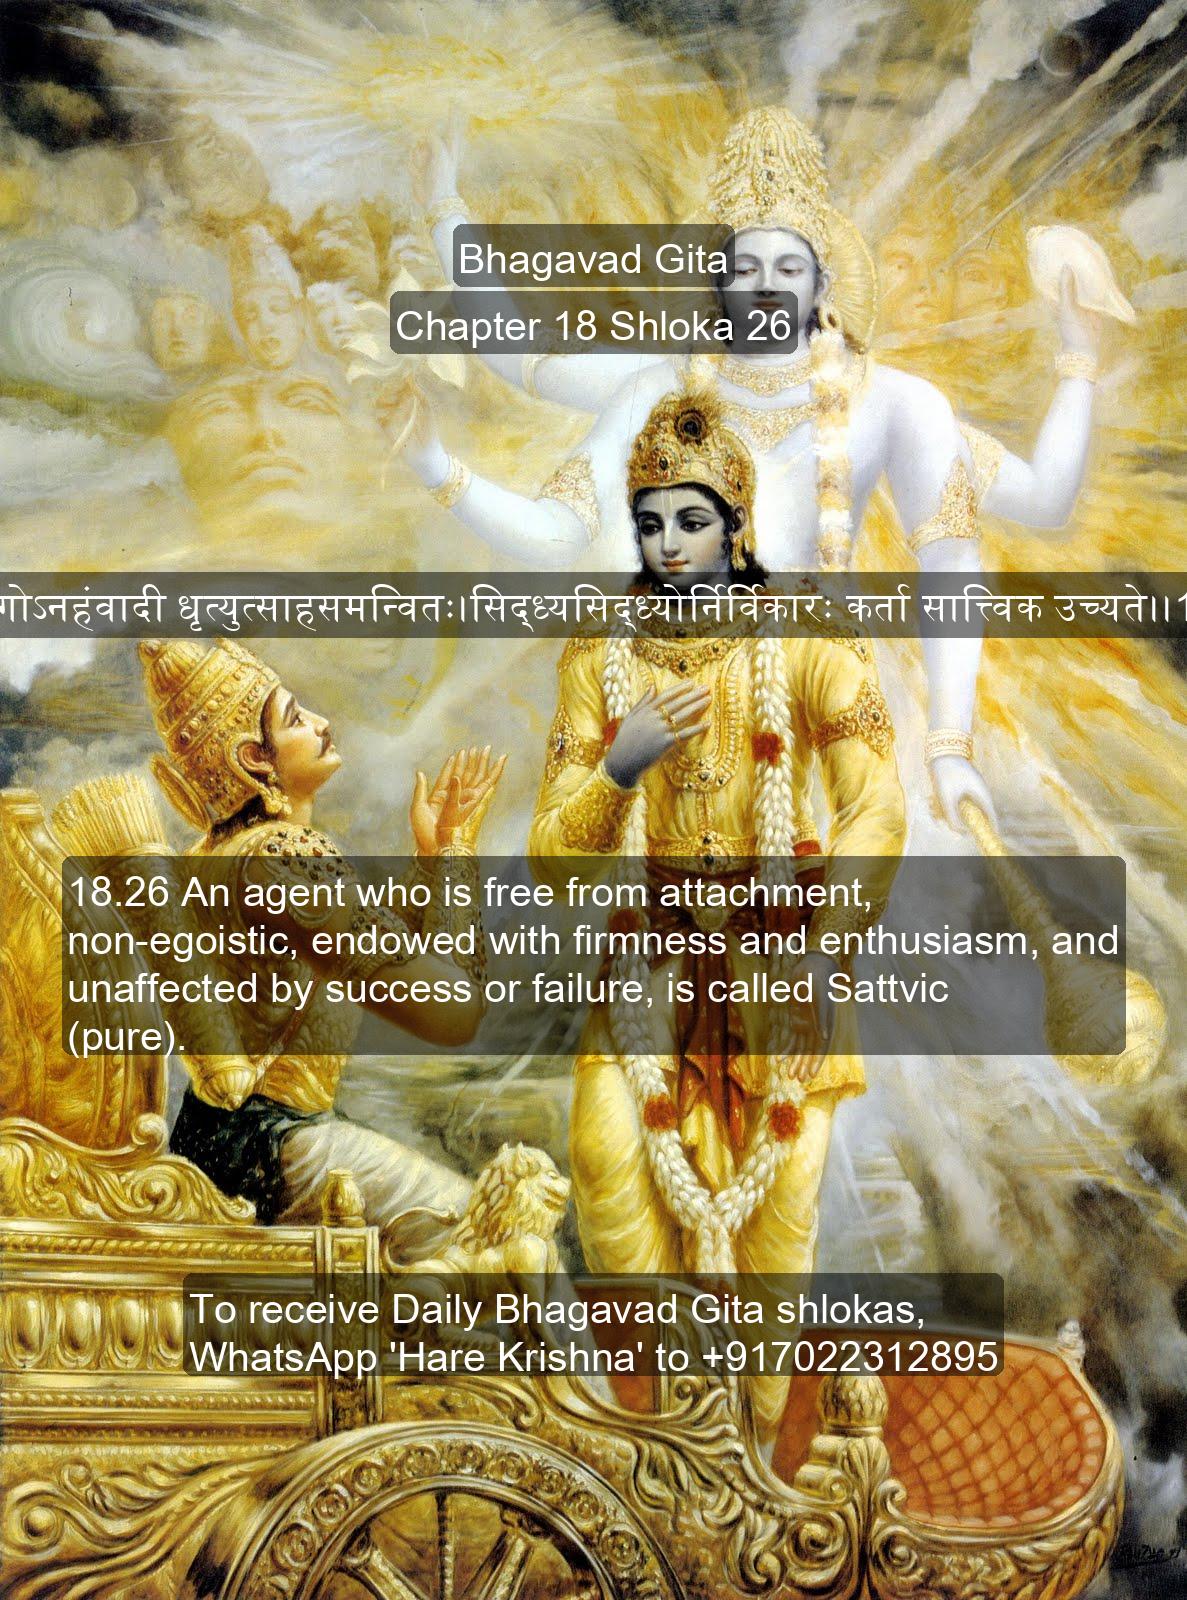 Bhagavad Gita
Chapter 18 Shloka 26
गोऽनहंवादी धृत्युत्साहसमन्वितः।सिद्ध्यसिद्ध्योर्निर्विकारः कर्ता सात्त्विक उच्यते।।1
18.26 An agent who is free from attachment,
non-egoistic, endowed with firmness and enthusiasm, and
unaffected by success or failure, is called Sattvic
(pure).
To receive Daily Bhagavad Gita shlokas,
WhatsApp 'Hare Krishna' to +917022312895